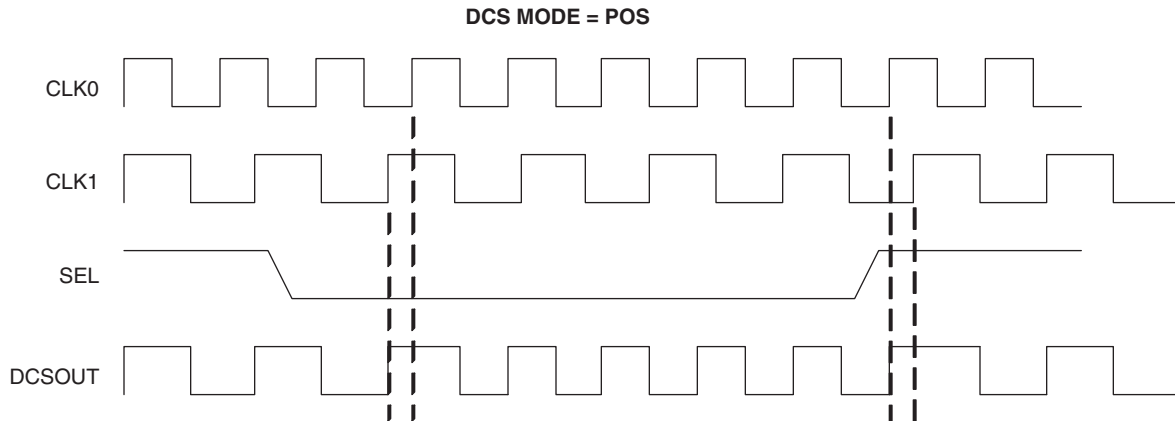 DCS MODE = POS
CLK0
CLK1
SEL
DCSOUT